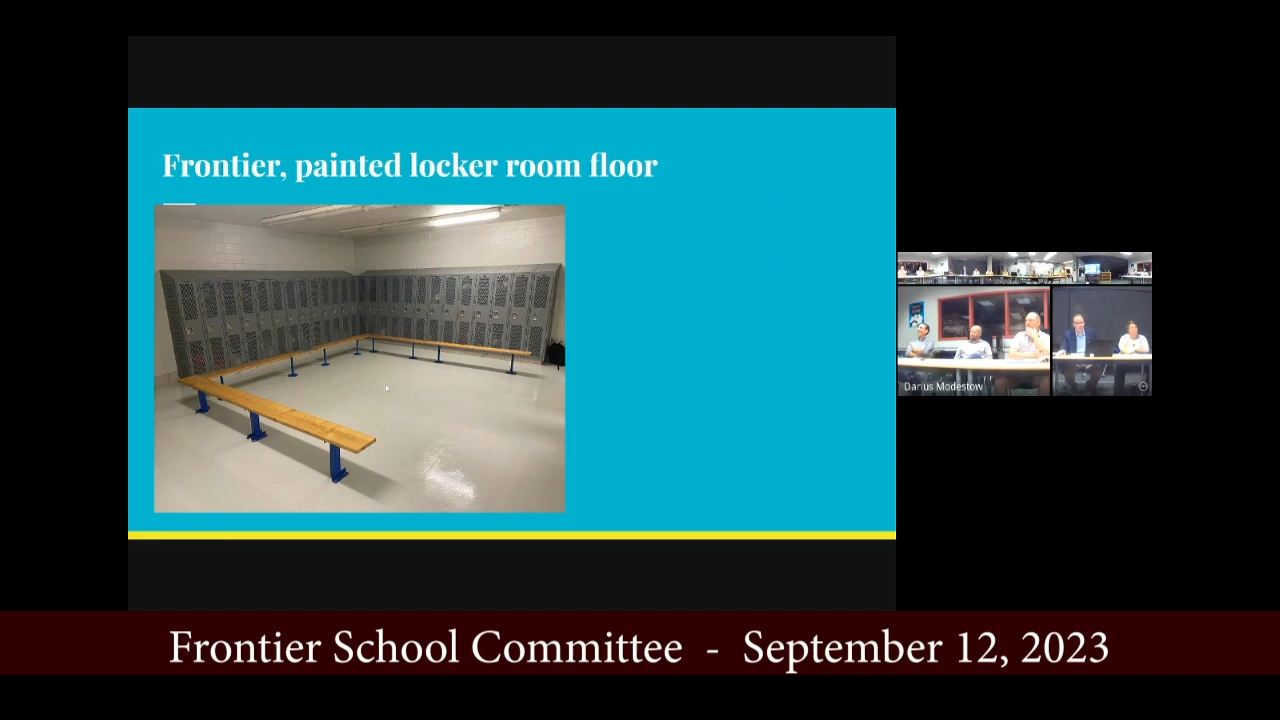 Frontier, painted locker room floor
Darius Modestow
Frontier School Committee - September 12, 2023